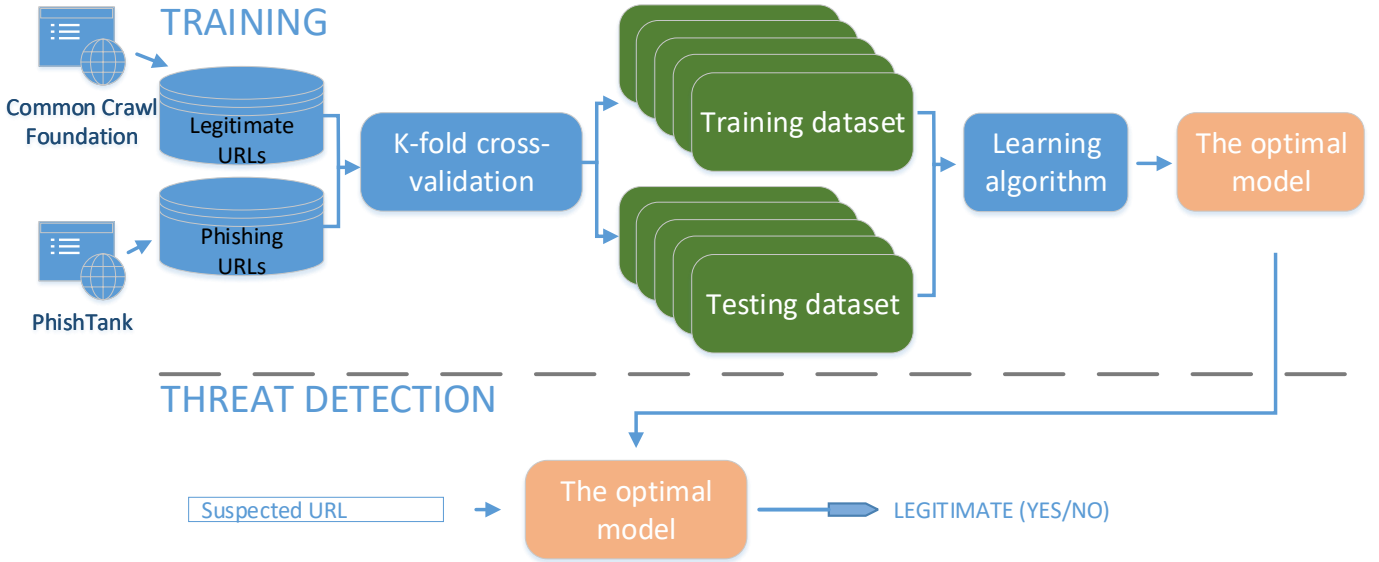 TRAINING
Common Crawl
Foundation
Legitimate
URLs
Phishing
URLs
PhishTank
K-fold cross-
validation
Training dataset
Testing dataset
Learning
algorithm
The optimal
model
THREAT DETECTION
Suspected URL
The optimal
model
LEGITIMATE (YES/NO)